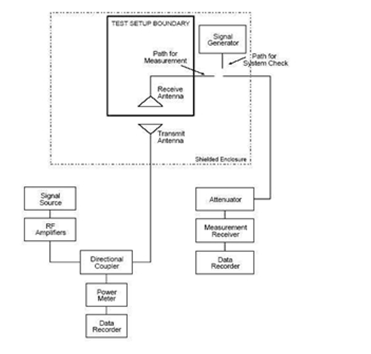 TEST SETUP BOUNDARY
Signal
Generator
Path for
Measurement
Path for
System Check
Receive
Antenna
Transmit
Antenna
Shielded Enclosure
Signal
Source
RF
Amplifiers
Attenuator
Measurement
Receiver
Directional
Coupler
Data
Recorder
Power
Meter
Data
Recorder